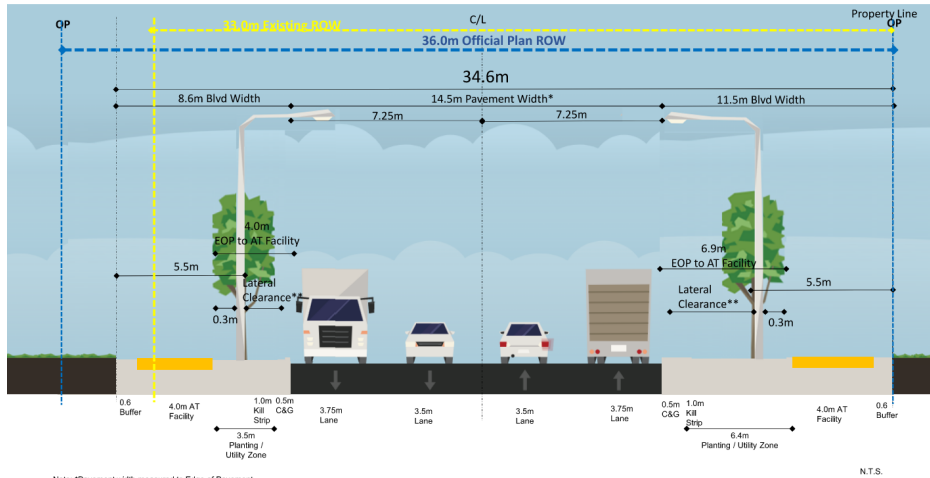 Property Line
OP
33.0m Existing ROW
C/L
OP
36.0m Official Plan ROW
34.6m
8.6m Blvd Width
14.5m Pavement Width*
11.5m Blvd Width
7.25m
7.25m
4.0m
EOP to AT Facility
6.9m
EOP to AT Facility
5.5m
5.5m
Lateral
Clearance**
Lateral
Clearance**
0.3m
0.3m
0.6
Buffer
4.0m AT
Facility
1.0m
Kill
Strip
0.5m
C&G
3.75m
Lane
3.5m
Lane
3.5m
Lane
3.75m
Lane
0.5m
C&G
1.0m
Kill
Strip
4.0m AT
Facility
0.6
Buffer
3.5m
Planting /
Utility Zone
6.4m
Planting / Utility Zone
N.T.S.